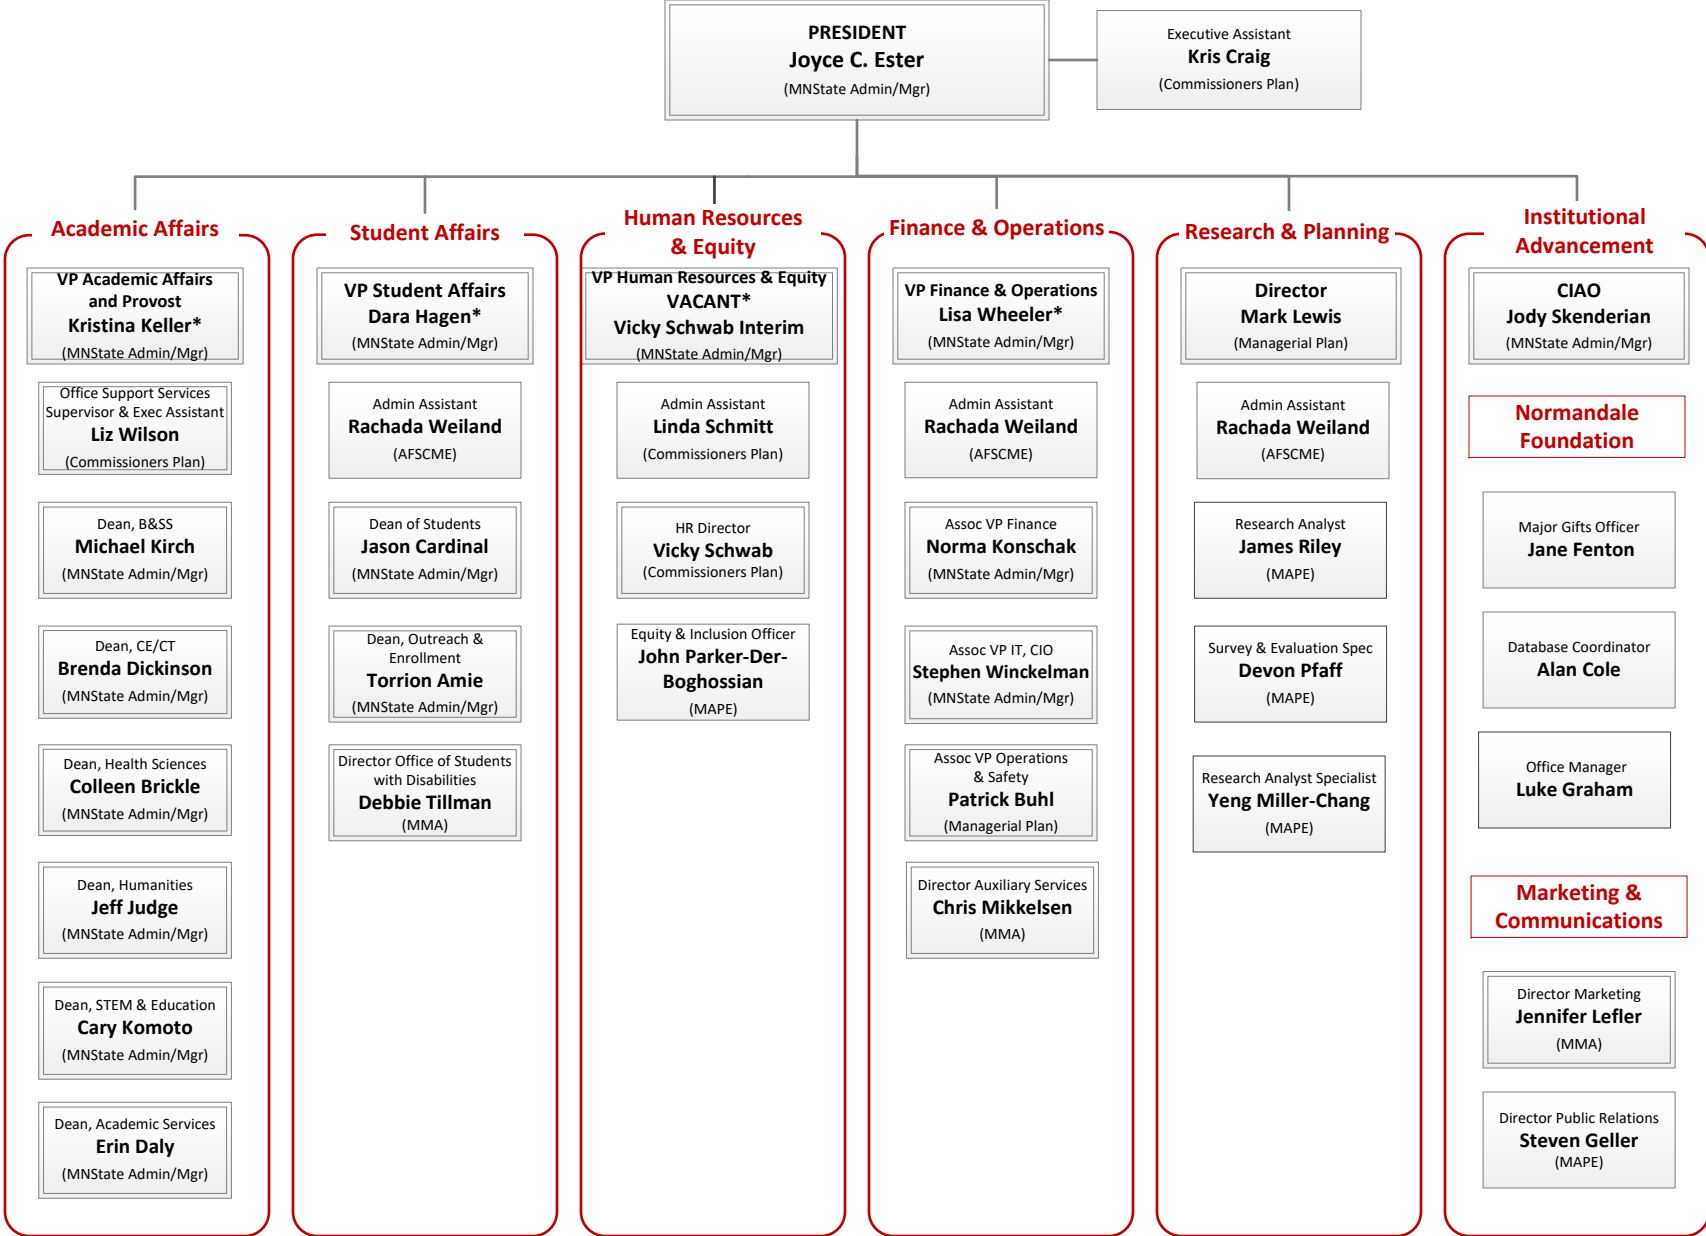 PRESIDENT
Joyce C. Ester
(MNState Admin/Mgr)
Executive Assistant
Kris Craig
(Commissioners Plan)
Academic Affairs
VP Academic Affairs
and Provost
Kristina Keller*
(MNState Admin/Mgr)
Office Support Services
Supervisor & Exec Assistant
Liz Wilson
(Commissioners Plan)
Dean, B&SS
Michael Kirch
(MNState Admin/Mgr)
Dean, CE/CT
Brenda Dickinson
(MNState Admin/Mgr)
Dean, Health Sciences
Colleen Brickle
(MNState Admin/Mgr)
Dean, Humanities
Jeff Judge
(MNState Admin/Mgr)
Dean, STEM & Education
Cary Komoto
(MNState Admin/Mgr)
Dean, Academic Services
Erin Daly
(MNState Admin/Mgr)
Student Affairs
VP Student Affairs
Dara Hagen*
(MNState Admin/Mgr)
Admin Assistant
Rachada Weiland
(AFSCME)
Dean of Students
Jason Cardinal
(MNState Admin/Mgr)
Dean, Outreach &
Enrollment
Torrion Amie
(MNState Admin/Mgr)
Director Office of Students
with Disabilities
Debbie Tillman
(MMA)
Human Resources
& Equity
VP Human Resources & Equity
VACANT*
Vicky Schwab Interim
(MNState Admin/Mgr)
Admin Assistant
Linda Schmitt
(Commissioners Plan)
HR Director
Vicky Schwab
(Commissioners Plan)
Equity & Inclusion Officer
John Parker-Der-
Boghossian
(MAPE)
Finance & Operations
VP Finance & Operations
Lisa Wheeler*
(MNState Admin/Mgr)
Admin Assistant
Rachada Weiland
(AFSCME)
Assoc VP Finance
Norma Konschak
(MNState Admin/Mgr)
Assoc VP IT, CIO
Stephen Winckelman
(MNState Admin/Mgr)
Assoc VP Operations
& Safety
Patrick Buhl
(Managerial Plan)
Director Auxiliary Services
Chris Mikkelsen
(MMA)
Research & Planning
Director
Mark Lewis
(Managerial Plan)
Admin Assistant
Rachada Weiland
(AFSCME)
Research Analyst
James Riley
(MAPE)
Survey & Evaluation Spec
Devon Pfaff
(MAPE)
Research Analyst Specialist
Yeng Miller-Chang
(MAPE)
Institutional
Advancement
CIAO
Jody Skenderian
(MNState Admin/Mgr)
Normandale
Foundation
Major Gifts Officer
Jane Fenton
Database Coordinator
Alan Cole
Office Manager
Luke Graham
Marketing &
Communications
Director Marketing
Jennifer Lefler
(MMA)
Director Public Relations
Steven Geller
(MAPE)